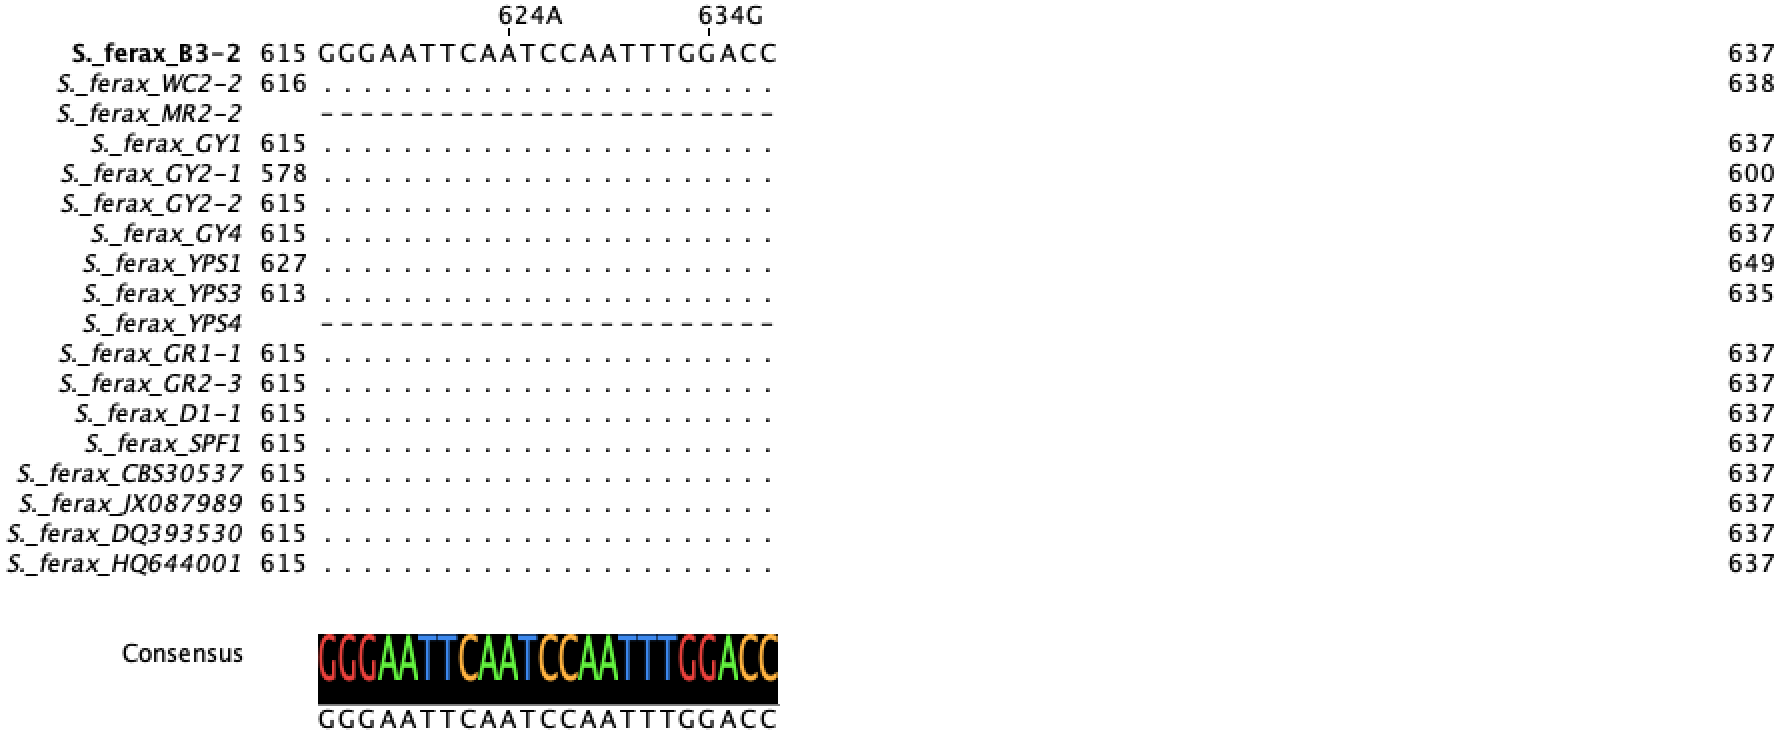 624A 634G
S._ferax_B3-2 615 GGGAATTCAATCCAATTTGGACC 637
S._ferax_WC2-2 616 . . . . . . . . . . . . . . . . . . . . . . . 638
S._ferax_MR2-2 - - - - - - - - - - - - - - - - - - - - - - -
S._ferax_GY1 615 . . . . . . . . . . . . . . . . . . . . . . . 637
S._ferax_GY2-1 578 . . . . . . . . . . . . . . . . . . . . . . . 600
S._ferax_GY2-2 615 . . . . . . . . . . . . . . . . . . . . . . . 637
S._ferax_GY4 615 . . . . . . . . . . . . . . . . . . . . . . . 637
S._ferax_YPS1 627 . . . . . . . . . . . . . . . . . . . . . . . 649
S._ferax_YPS3 613 . . . . . . . . . . . . . . . . . . . . . . . 635
S._ferax_YPS4 - - - - - - - - - - - - - - - - - - - - - - -
S._ferax_GR1-1 615 . . . . . . . . . . . . . . . . . . . . . . . 637
S._ferax_GR2-3 615 . . . . . . . . . . . . . . . . . . . . . . . 637
S._ferax_D1-1 615 . . . . . . . . . . . . . . . . . . . . . . . 637
S._ferax_SPF1 615 . . . . . . . . . . . . . . . . . . . . . . . 637
S._ferax_CBS30537 615 . . . . . . . . . . . . . . . . . . . . . . . 637
S._ferax_JX087989 615 . . . . . . . . . . . . . . . . . . . . . . . 637
S._ferax_DQ393530 615 . . . . . . . . . . . . . . . . . . . . . . . 637
S._ferax_HQ644001 615 . . . . . . . . . . . . . . . . . . . . . . . 637
Consensus GGGAATTCAATCCAATTTGGACC
GGGAATTCAATCCAATTTGGACC